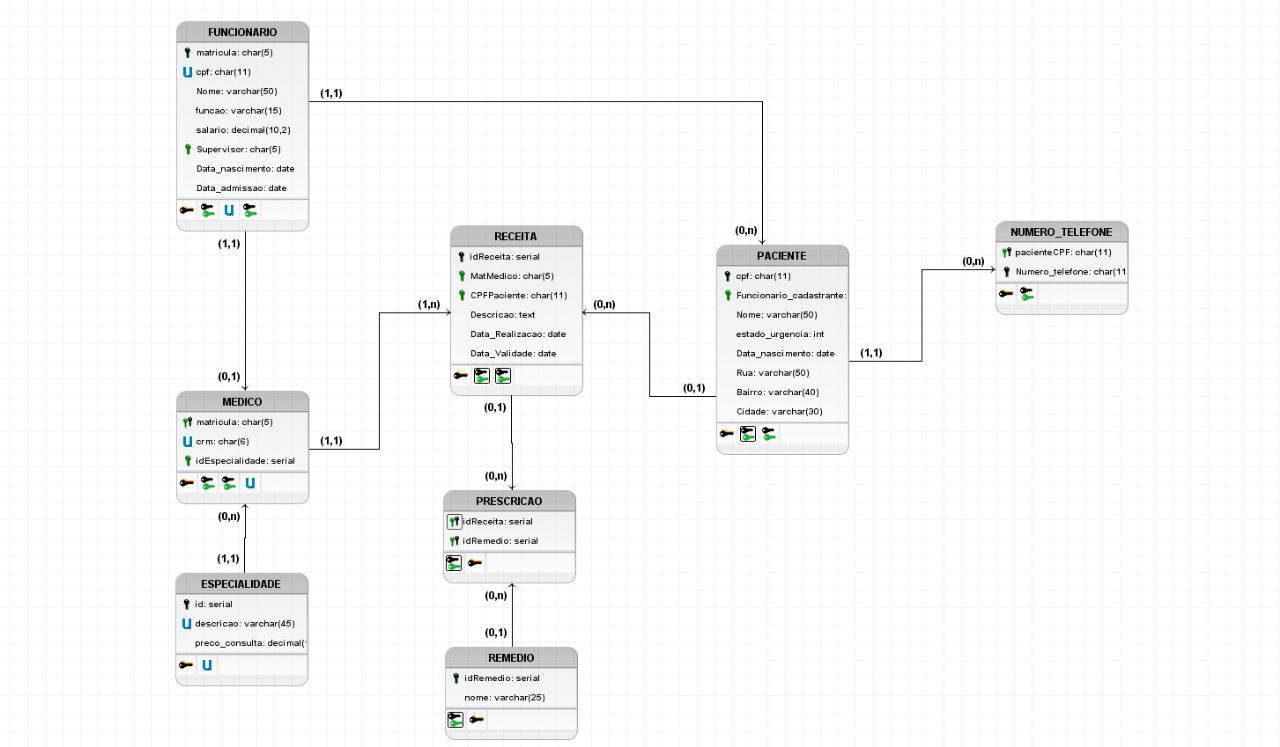 FUNCIONARIO
matricula: char(5)
cpf: char(11)
Nome: varchar(50)
funcao: varchar(15)
salario: decimal(10,2)
Supervisor: char(5)
Data_nascimento: date
Data_admissao: date
U
(1,1)
(0,n)
(1,1)
(0,1)
RECEITA
idReceita: serial
MatMedico: char(5)
CPFPaciente: char(11)
Descricao: text
Data_Realizacao: date
Data_Validade: date
(1,n)
(0,n)
(0,1)
PACIENTE
cpf: char(11)
Funcionario_cadastrante:
Nome: varchar(50)
estado_urgencia: int
Data_nascimento: date
Rua: varchar(50)
Bairro: varchar(40)
Cidade: varchar(30)
(1,1)
(0,n)
NUMERO_TELEFONE
pacienteCPF: char(11)
Numero_telefone: char(11
MEDICO
matricula: char(5)
U crm: char(6)
idEspecialidade: serial
U
(1,1)
(0,n)
(1,1)
ESPECIALIDADE
id: serial
U descricao: varchar(45)
preco_consulta: decimal(
U
(0,1)
(0,n)
PRESCRICAO
idReceita: serial
idRemedio: serial
(0,n)
(0,1)
REMEDIO
idRemedio: serial
nome: varchar(25)